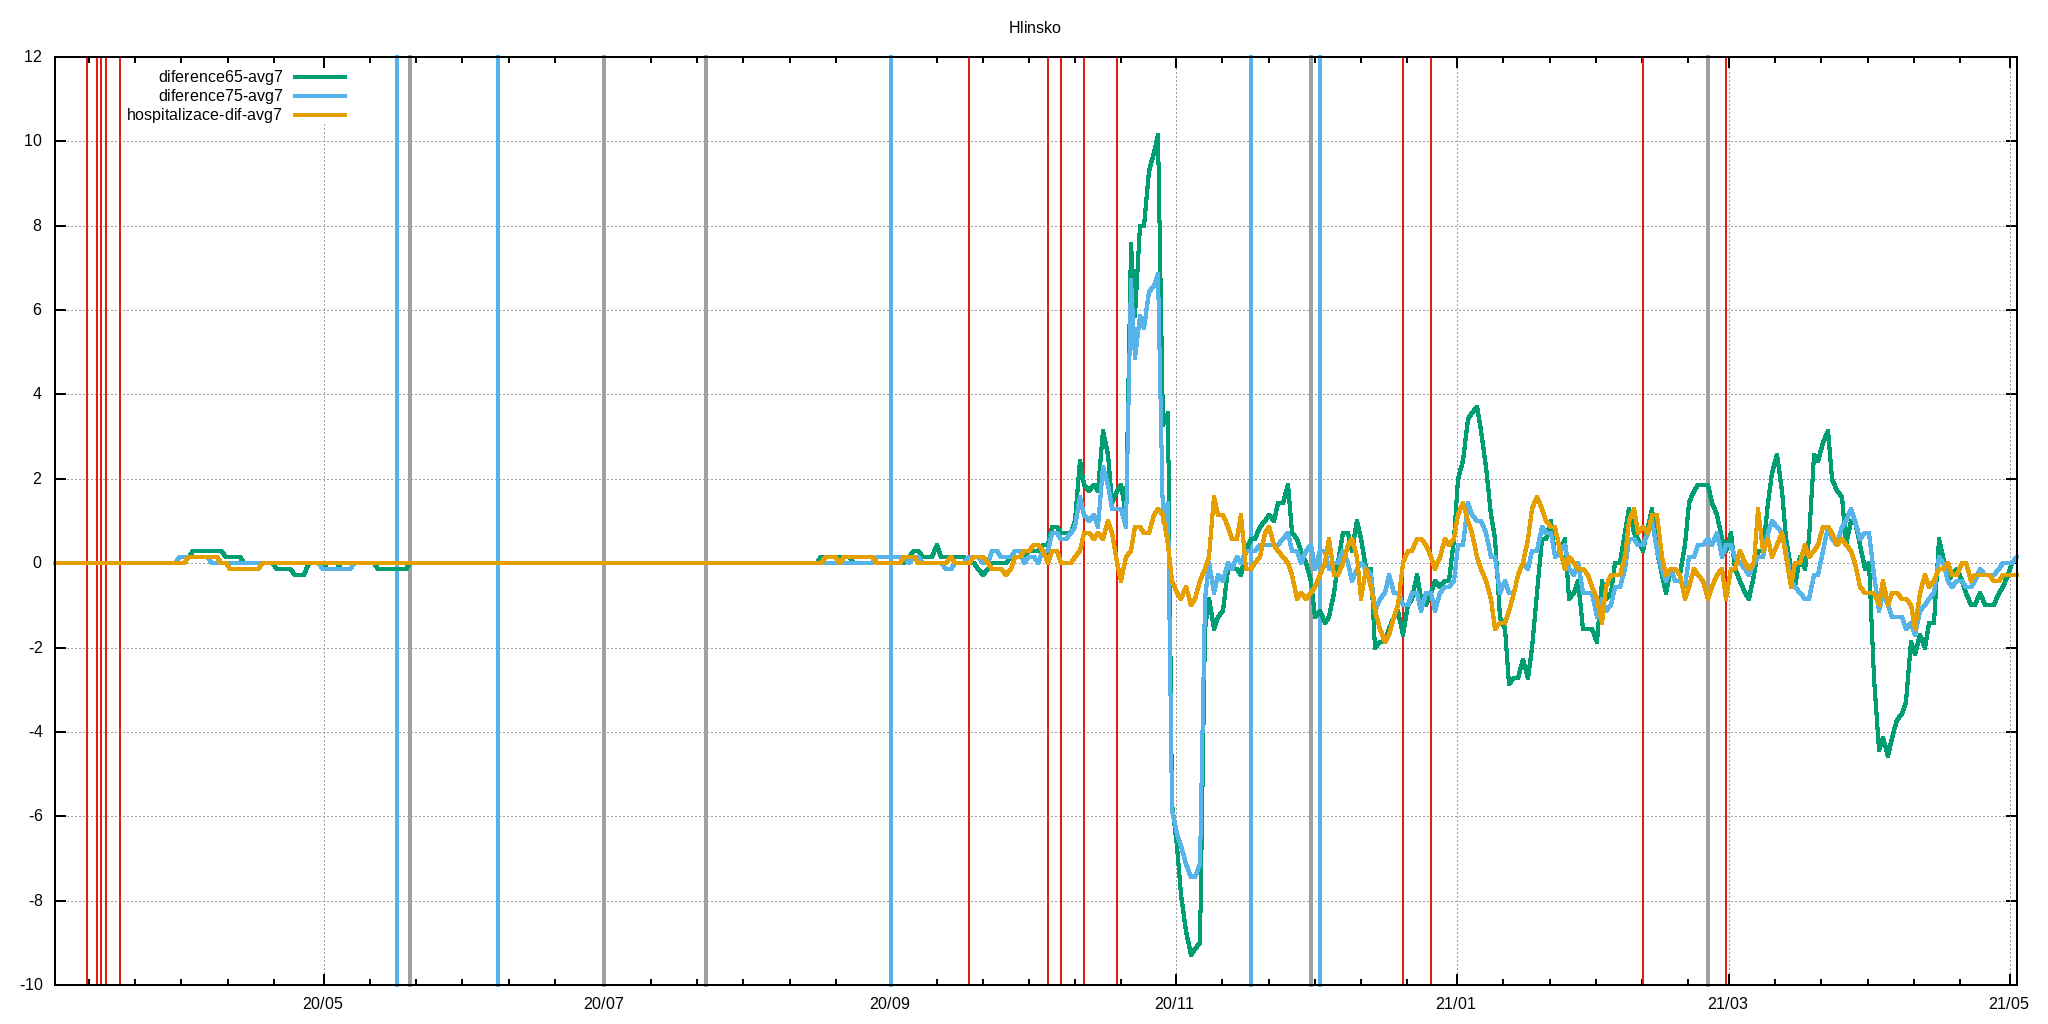 Hlinsko
diference65-avg7
diference75-avg7
hospitalizace-dif-avg7
12
10
8
6
4
2
0
-2
-4
-6
-8
-10
20/05 20/07 20/09 20/11 21/01 21/03 21/05